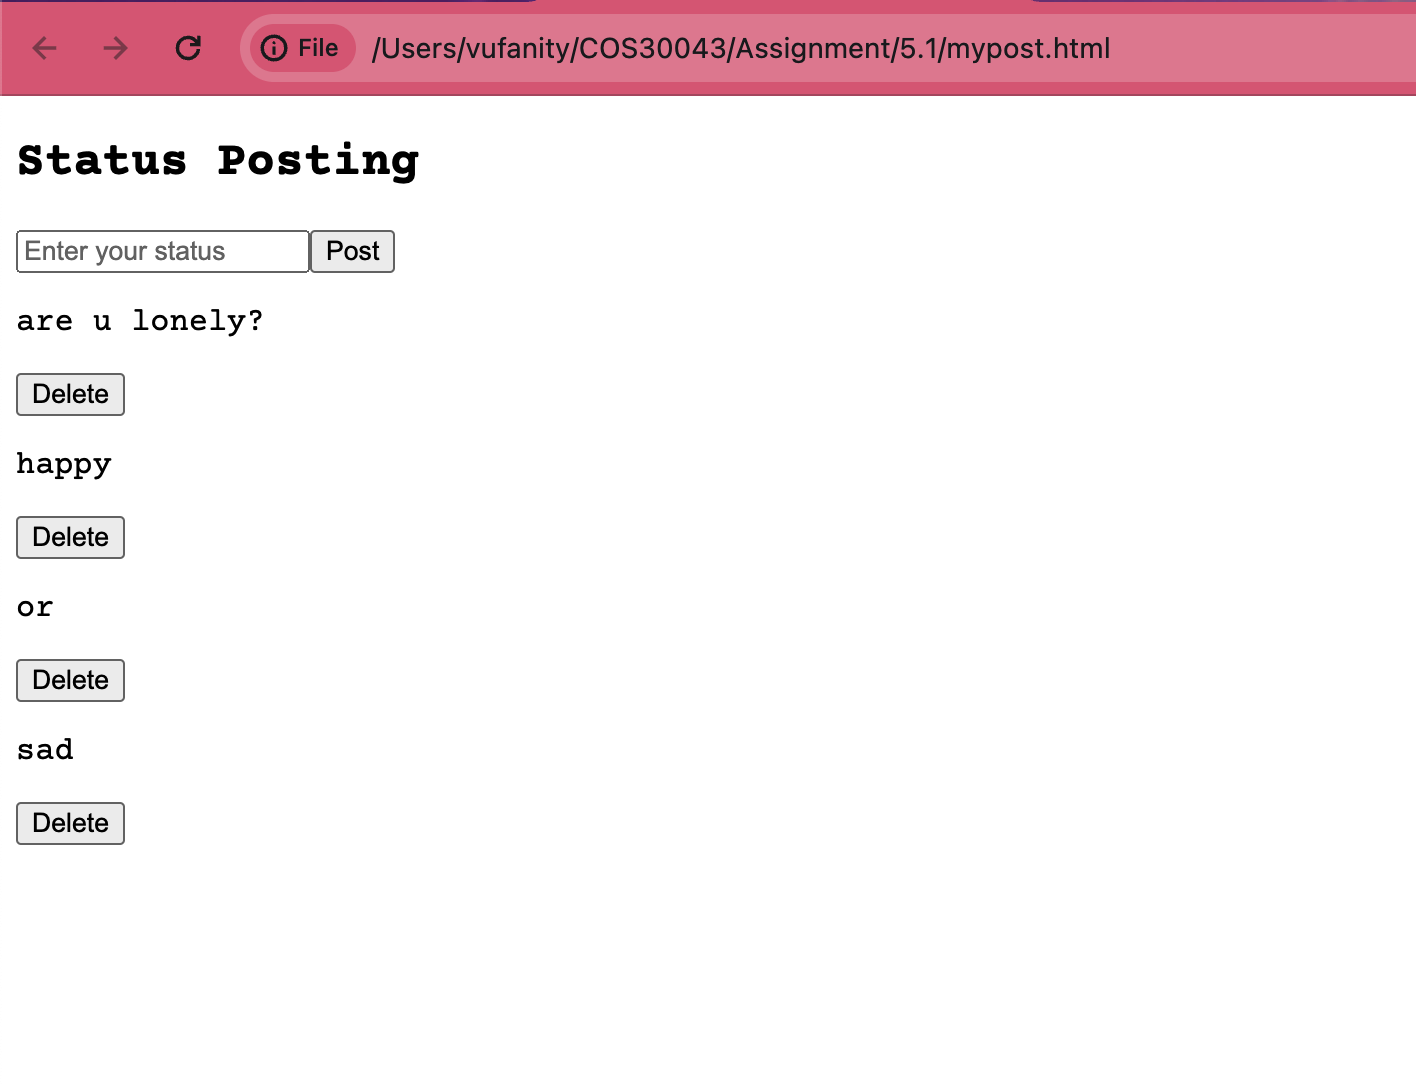 File /Users/vufanity/COS30043/Assignment/5.1/mypost.html
Status Posting
Enter your status Post
are u lonely?
Delete
happy
Delete
or
Delete
sad
Delete